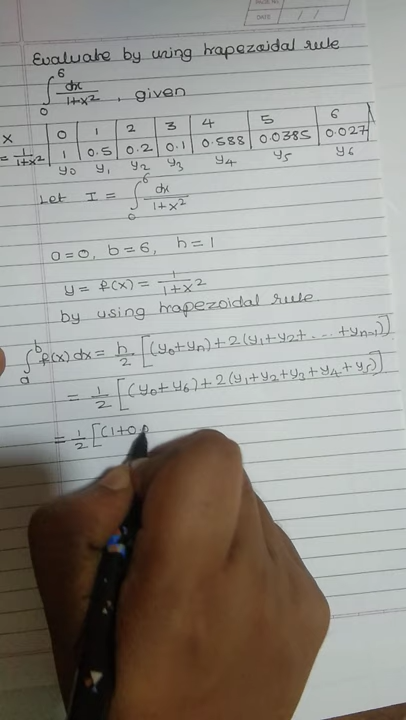 DATE / /
Evaluate by using trapezoidal rule
∫₀⁶ dx/1+x² , given
x 0 1 2 3 4 5 6
= 1/1+x² 1 0.5 0.2 0.1 0.588 0.0385 0.027
y₀ y₁ y₂ y₃ y₄ y₅ y₆
Let I = ∫₀⁶ dx/1+x²
a=0, b=6, h=1
y = f(x) = 1/1+x²
by using trapezoidal rule
∫ₐᵇ f(x) dx = h/2 [(y₀+yₙ)+2(y₁+y₂+...+yₙ₋₁)]
= 1/2 [(y₀+y₆)+2(y₁+y₂+y₃+y₄+y₅)]
= 1/2 [(1+0.0